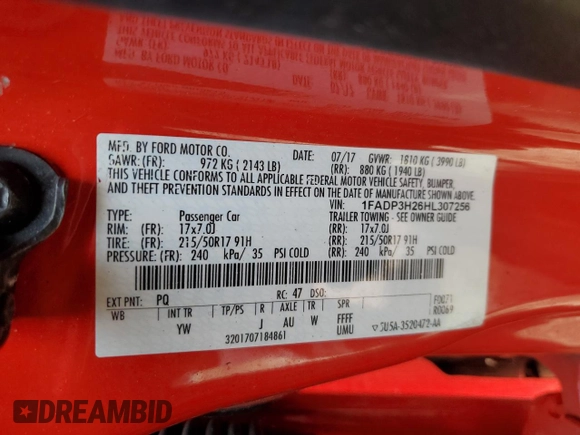 MFD. BY FORD MOTOR CO.
DATE: 07/17 GVWR: 1810 KG ( 3990 LB)
GAWR: (FR): 972 KG ( 2143 LB) (RR): 880 KG ( 1940 LB)
THIS VEHICLE CONFORMS TO ALL APPLICABLE FEDERAL MOTOR VEHICLE SAFETY, BUMPER,
AND THEFT PREVENTION STANDARDS IN EFFECT ON THE DATE OF MANUFACTURE SHOWN ABOVE.
VIN: 1FADP3H26HL307256
TYPE: Passenger Car TRAILER TOWING - SEE OWNER GUIDE
RIM: (FR) 17x7.0J (RR): 17x7.0J
TIRE: (FR) 215/50R17 91H (RR): 215/50R17 91H
PRESSURE: (FR) 240 kPa/ 35 PSI COLD (RR): 240 kPa/ 35 PSI COLD
EXT PNT: PQ RC: 47 DSO:
WB INT TR TP/PS R AXLE TR SPR
YW J AU W FFFF UMU
R0069
3201707184861
3520472-AA
DREAMBID